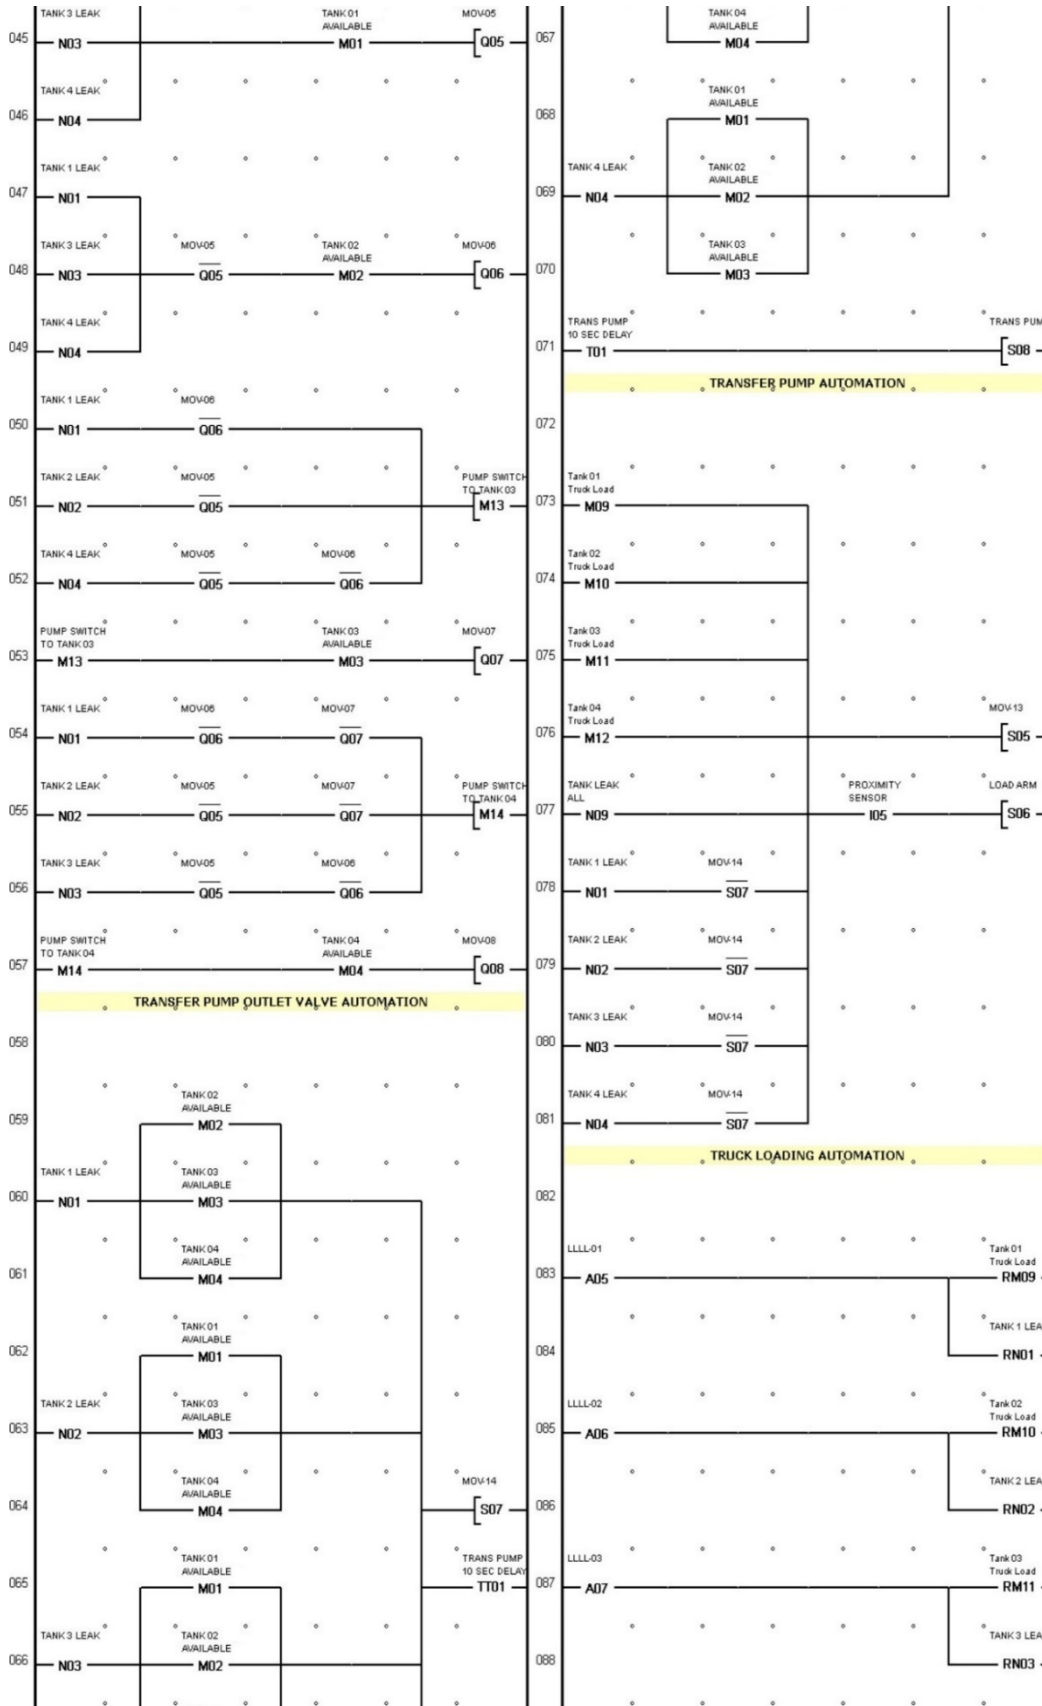 TANK 3 LEAK
TANK 01
AVAILABLE
MOV-05
045
N03
M01
Q05
TANK 4 LEAK
046
N04
TANK 1 LEAK
047
N01
TANK 3 LEAK
MOV-05
TANK 02
AVAILABLE
MOV-06
048
N03
Q05
M02
Q06
TANK 4 LEAK
049
N04
TANK 1 LEAK
MOV-06
050
N01
Q06
TANK 2 LEAK
MOV-05
PUMP SWITCH
TO TANK 03
051
N02
Q05
M13
TANK 4 LEAK
MOV-05
MOV-06
052
N04
Q05
Q06
PUMP SWITCH
TO TANK 03
TANK 03
AVAILABLE
MOV-07
053
M13
M03
Q07
TANK 1 LEAK
MOV-06
MOV-07
054
N01
Q06
Q07
TANK 2 LEAK
MOV-05
MOV-07
PUMP SWITCH
TO TANK 04
055
N02
Q05
Q07
M14
TANK 3 LEAK
MOV-05
MOV-06
056
N03
Q05
Q06
PUMP SWITCH
TO TANK 04
TANK 04
AVAILABLE
MOV-08
057
M14
M04
Q08
TRANSFER PUMP OUTLET VALVE AUTOMATION
058
TANK 02
AVAILABLE
059
M02
TANK 1 LEAK
TANK 03
AVAILABLE
060
N01
M03
TANK 04
AVAILABLE
061
M04
TANK 01
AVAILABLE
062
M01
TANK 2 LEAK
TANK 03
AVAILABLE
063
N02
M03
TANK 04
AVAILABLE
MOV-14
064
M04
S07
TANK 01
AVAILABLE
TRANS PUMP
10 SEC DELAY
065
M01
TT01
TANK 3 LEAK
TANK 02
AVAILABLE
066
N03
M02
TANK 04
AVAILABLE
067
M04
TANK 01
AVAILABLE
068
M01
TANK 4 LEAK
TANK 02
AVAILABLE
069
N04
M02
TANK 03
AVAILABLE
070
M03
TRANS PUMP
10 SEC DELAY
TRANS PUM
071
T01
S08
TRANSFER PUMP AUTOMATION
072
Tank 01
Truck Load
073
M09
Tank 02
Truck Load
074
M10
Tank 03
Truck Load
075
M11
Tank 04
Truck Load
MOV-13
076
M12
S05
TANK LEAK
ALL
PROXIMITY
SENSOR
LOAD ARM
077
N09
I05
S06
TANK 1 LEAK
MOV-14
078
N01
S07
TANK 2 LEAK
MOV-14
079
N02
S07
TANK 3 LEAK
MOV-14
080
N03
S07
TANK 4 LEAK
MOV-14
081
N04
S07
TRUCK LOADING AUTOMATION
082
LLLL-01
Tank 01
Truck Load
083
A05
RM09
TANK 1 LEA
084
RN01
LLLL-02
Tank 02
Truck Load
085
A06
RM10
TANK 2 LEA
086
RN02
LLLL-03
Tank 03
Truck Load
087
A07
RM11
TANK 3 LEA
088
RN03